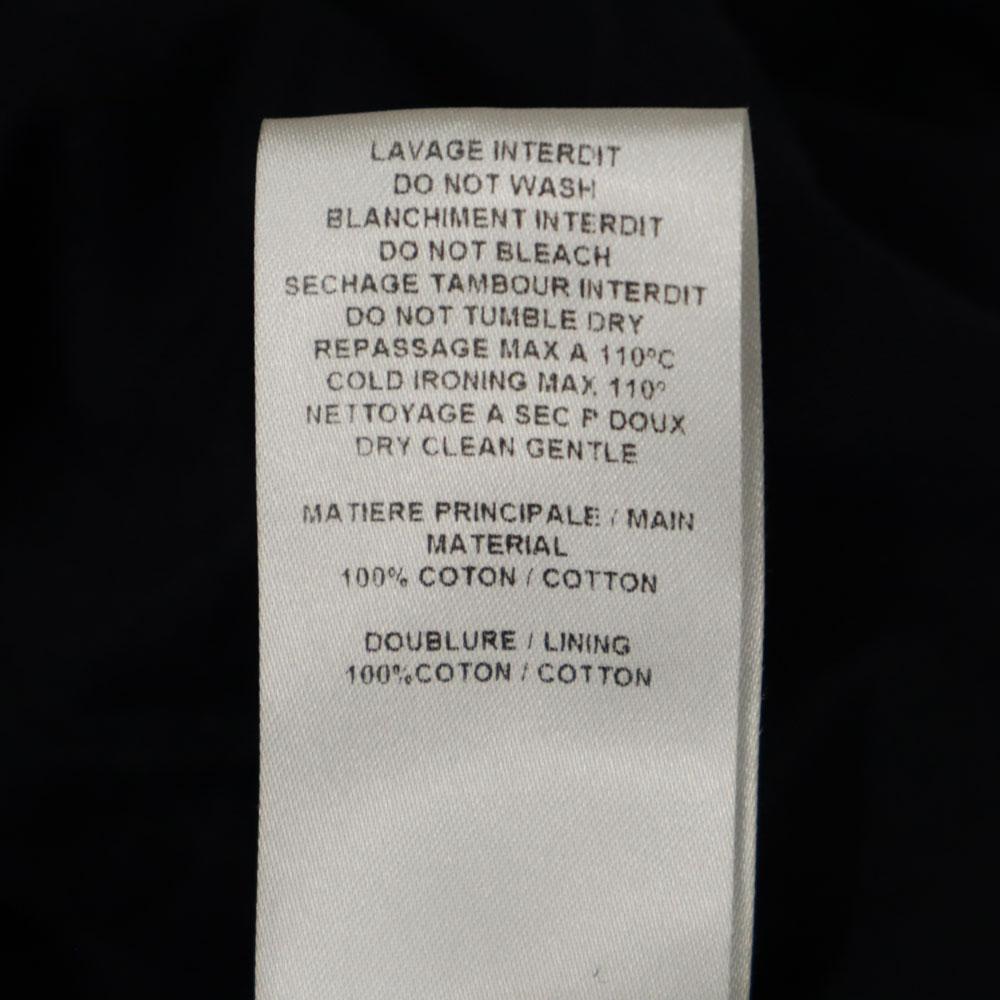 LAVAGE INTERDIT
DO NOT WASH
BLANCHIMENT INTERDIT
DO NOT BLEACH
SECHAGE TAMBOUR INTERDIT
DO NOT TUMBLE DRY
REPASSAGE MAX A 110°C
COLD IRONING MAX 110°
NETTOYAGE A SEC P DOUX
DRY CLEAN GENTLE
MATIERE PRINCIPALE / MAIN
MATERIAL
100% COTON / COTTON
DOUBLURE / LINING
100%COTON / COTTON